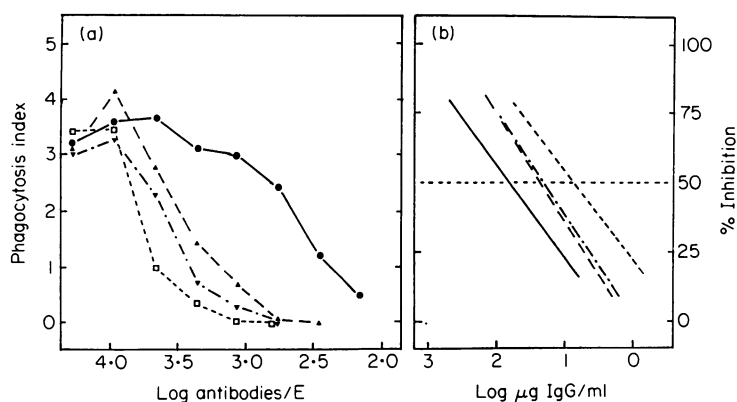 (a)
5
4
3
2
1
0
Phagocytosis index
4·0 3·5 3·0 2·5 2·0
Log antibodies/E
(b)
100
75
50
25
0
% Inhibition
3 2 1 0
Log μg IgG/ml